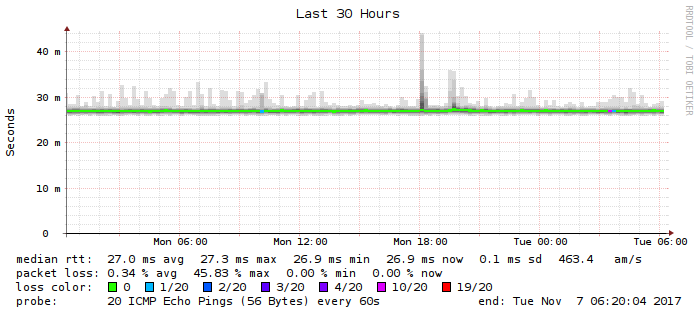 Last 30 Hours
RRDTOOL / TOBI OETIKER
Seconds
40 m
30 m
20 m
10 m
0
Mon 06:00 Mon 12:00 Mon 18:00 Tue 00:00 Tue 06:00
median rtt: 27.0 ms avg 27.3 ms max 26.9 ms min 26.9 ms now 0.1 ms sd 463.4 am/s
packet loss: 0.34 % avg 45.83 % max 0.00 % min 0.00 % now
loss color: 0 1/20 2/20 3/20 4/20 10/20 19/20
probe: 20 ICMP Echo Pings (56 Bytes) every 60s end: Tue Nov 7 06:20:04 2017